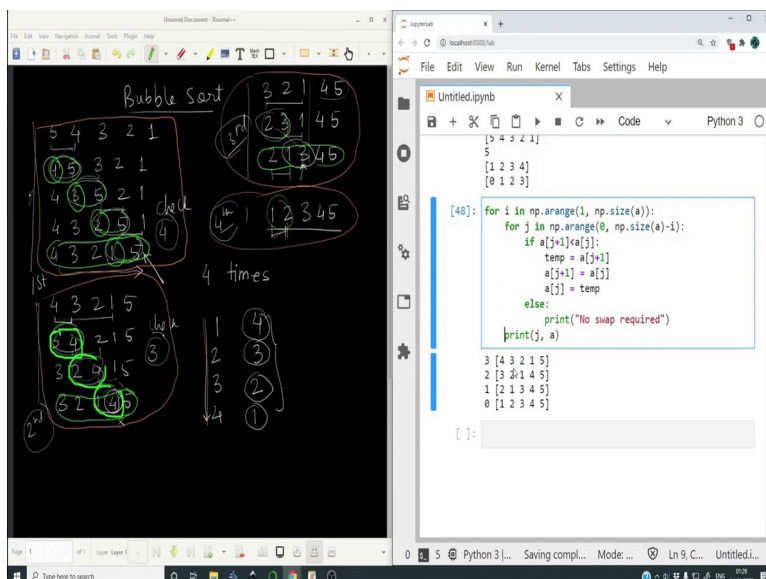 Unsaved Document - Xournal++
File Edit View Navigation Journal Tools Plugin Help
Bubble Sort
5 4 3 2 1
4 5 3 2 1
4 3 5 2 1
4 3 2 5 1
4 3 2 1 5
1st
check
4
4 3 2 1 5
3 4 2 1 5
3 2 4 1 5
3 2 1 4 5
2nd
check
3
3 2 1 4 5
2 3 1 4 5
2 1 3 4 5
3rd
4th 1 2 3 4 5
4 times
1 4
2 3
3 2
4 1
Page 1 of 1 Layer
Type here to search
JupyterLab
localhost:8888/lab
File Edit View Run Kernel Tabs Settings Help
Untitled.ipynb
Code Python 3
[5 4 3 2 1]
5
[1 2 3 4]
[0 1 2 3]
[48]: for i in np.arange(1, np.size(a)):
for j in np.arange(0, np.size(a)-i):
if a[j+1]<a[j]:
temp = a[j+1]
a[j+1] = a[j]
a[j] = temp
else:
print("No swap required")
print(j, a)
3 [4 3 2 1 5]
2 [3 2 1 4 5]
1 [2 1 3 4 5]
0 [1 2 3 4 5]
[ ]:
0 5 Python 3 |... Saving compl... Mode: ... Ln 9, C... Untitled.i...
ENG 01:29